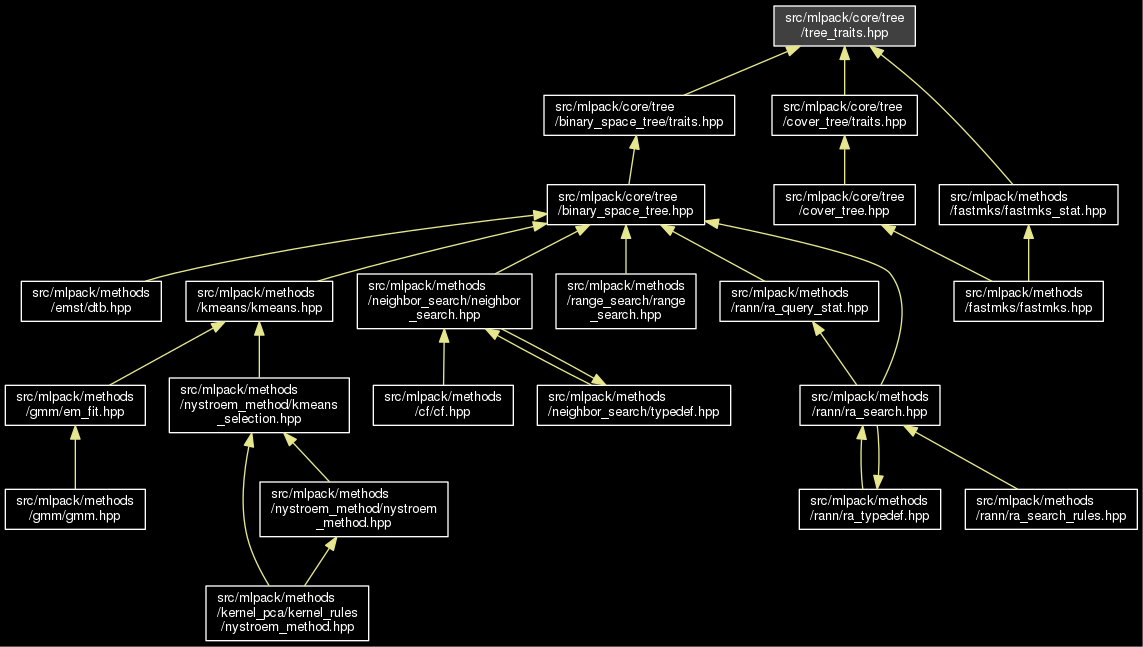 src/mlpack/core/tree
/tree_traits.hpp
src/mlpack/core/tree
/binary_space_tree/traits.hpp
src/mlpack/core/tree
/cover_tree/traits.hpp
src/mlpack/core/tree
/binary_space_tree.hpp
src/mlpack/core/tree
/cover_tree.hpp
src/mlpack/methods
/fastmks/fastmks_stat.hpp
src/mlpack/methods
/emst/dtb.hpp
src/mlpack/methods
/kmeans/kmeans.hpp
src/mlpack/methods
/neighbor_search/neighbor
_search.hpp
src/mlpack/methods
/range_search/range
_search.hpp
src/mlpack/methods
/rann/ra_query_stat.hpp
src/mlpack/methods
/fastmks/fastmks.hpp
src/mlpack/methods
/gmm/em_fit.hpp
src/mlpack/methods
/nystroem_method/kmeans
_selection.hpp
src/mlpack/methods
/cf/cf.hpp
src/mlpack/methods
/neighbor_search/typedef.hpp
src/mlpack/methods
/rann/ra_search.hpp
src/mlpack/methods
/gmm/gmm.hpp
src/mlpack/methods
/nystroem_method/nystroem
_method.hpp
src/mlpack/methods
/rann/ra_typedef.hpp
src/mlpack/methods
/rann/ra_search_rules.hpp
src/mlpack/methods
/kernel_pca/kernel_rules
/nystroem_method.hpp